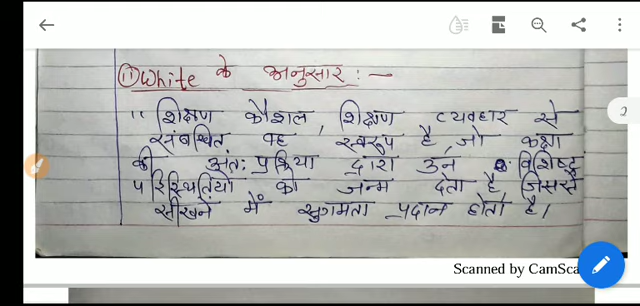 (ii) White के अनुसार :—
" शिक्षण कौशल, शिक्षण व्यवहार से
संबंधित वह स्वरूप है, जो कक्षा
की अंतः प्रक्रिया द्वारा उन विशिष्ट
परिस्थितियों को जन्म देता है, जिससे
सीखने में सुगमता प्रदान होता है।
Scanned by CamSca